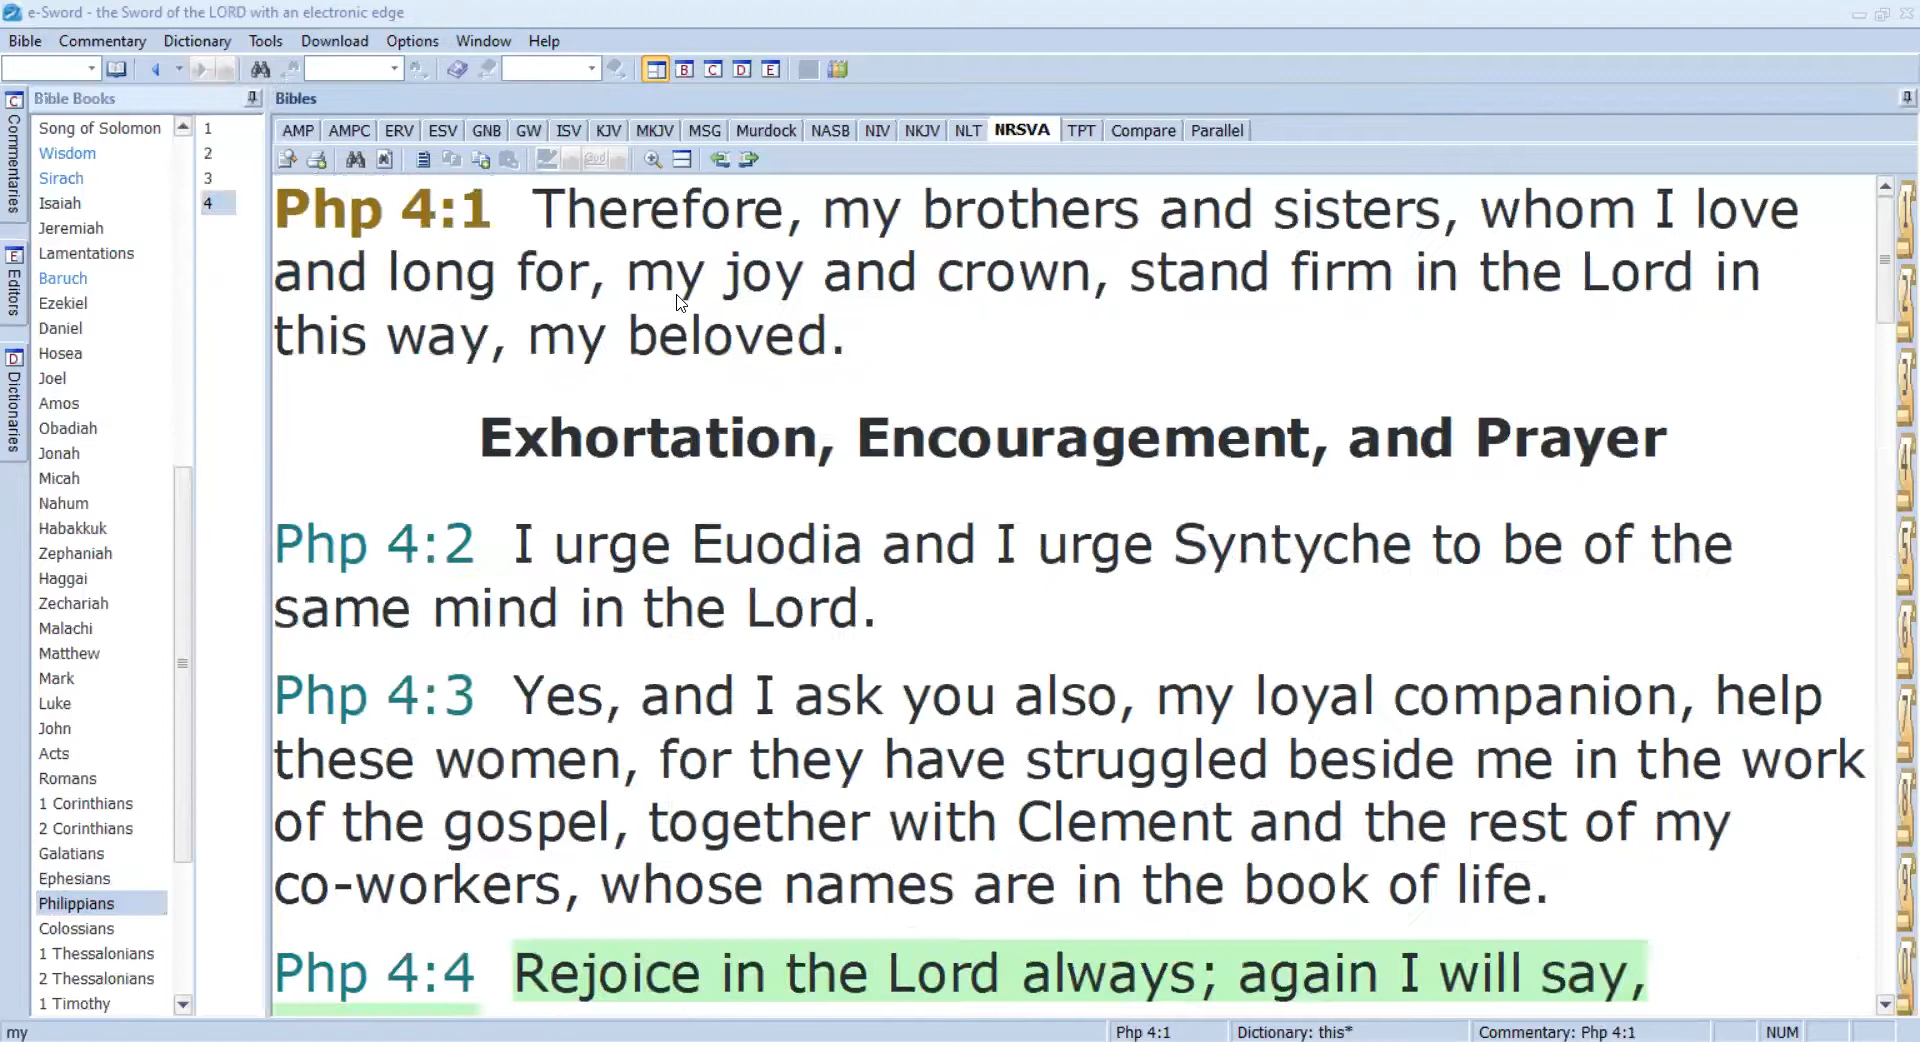 e-Sword - the Sword of the LORD with an electronic edge
Bible Commentary Dictionary Tools Download Options Window Help
B C D E
Bible Books
Bibles
C Commentaries
E Editors
D Dictionaries
Song of Solomon
Wisdom
Sirach
Isaiah
Jeremiah
Lamentations
Baruch
Ezekiel
Daniel
Hosea
Joel
Amos
Obadiah
Jonah
Micah
Nahum
Habakkuk
Zephaniah
Haggai
Zechariah
Malachi
Matthew
Mark
Luke
John
Acts
Romans
1 Corinthians
2 Corinthians
Galatians
Ephesians
Philippians
Colossians
1 Thessalonians
2 Thessalonians
1 Timothy
1
2
3
4
AMP AMPC ERV ESV GNB GW ISV KJV MKJV MSG Murdock NASB NIV NKJV NLT NRSVA TPT Compare Parallel
Php 4:1 Therefore, my brothers and sisters, whom I love
and long for, my joy and crown, stand firm in the Lord in
this way, my beloved.
Exhortation, Encouragement, and Prayer
Php 4:2 I urge Euodia and I urge Syntyche to be of the
same mind in the Lord.
Php 4:3 Yes, and I ask you also, my loyal companion, help
these women, for they have struggled beside me in the work
of the gospel, together with Clement and the rest of my
co-workers, whose names are in the book of life.
Php 4:4 Rejoice in the Lord always; again I will say,
my
Php 4:1
Dictionary: this*
Commentary: Php 4:1
NUM